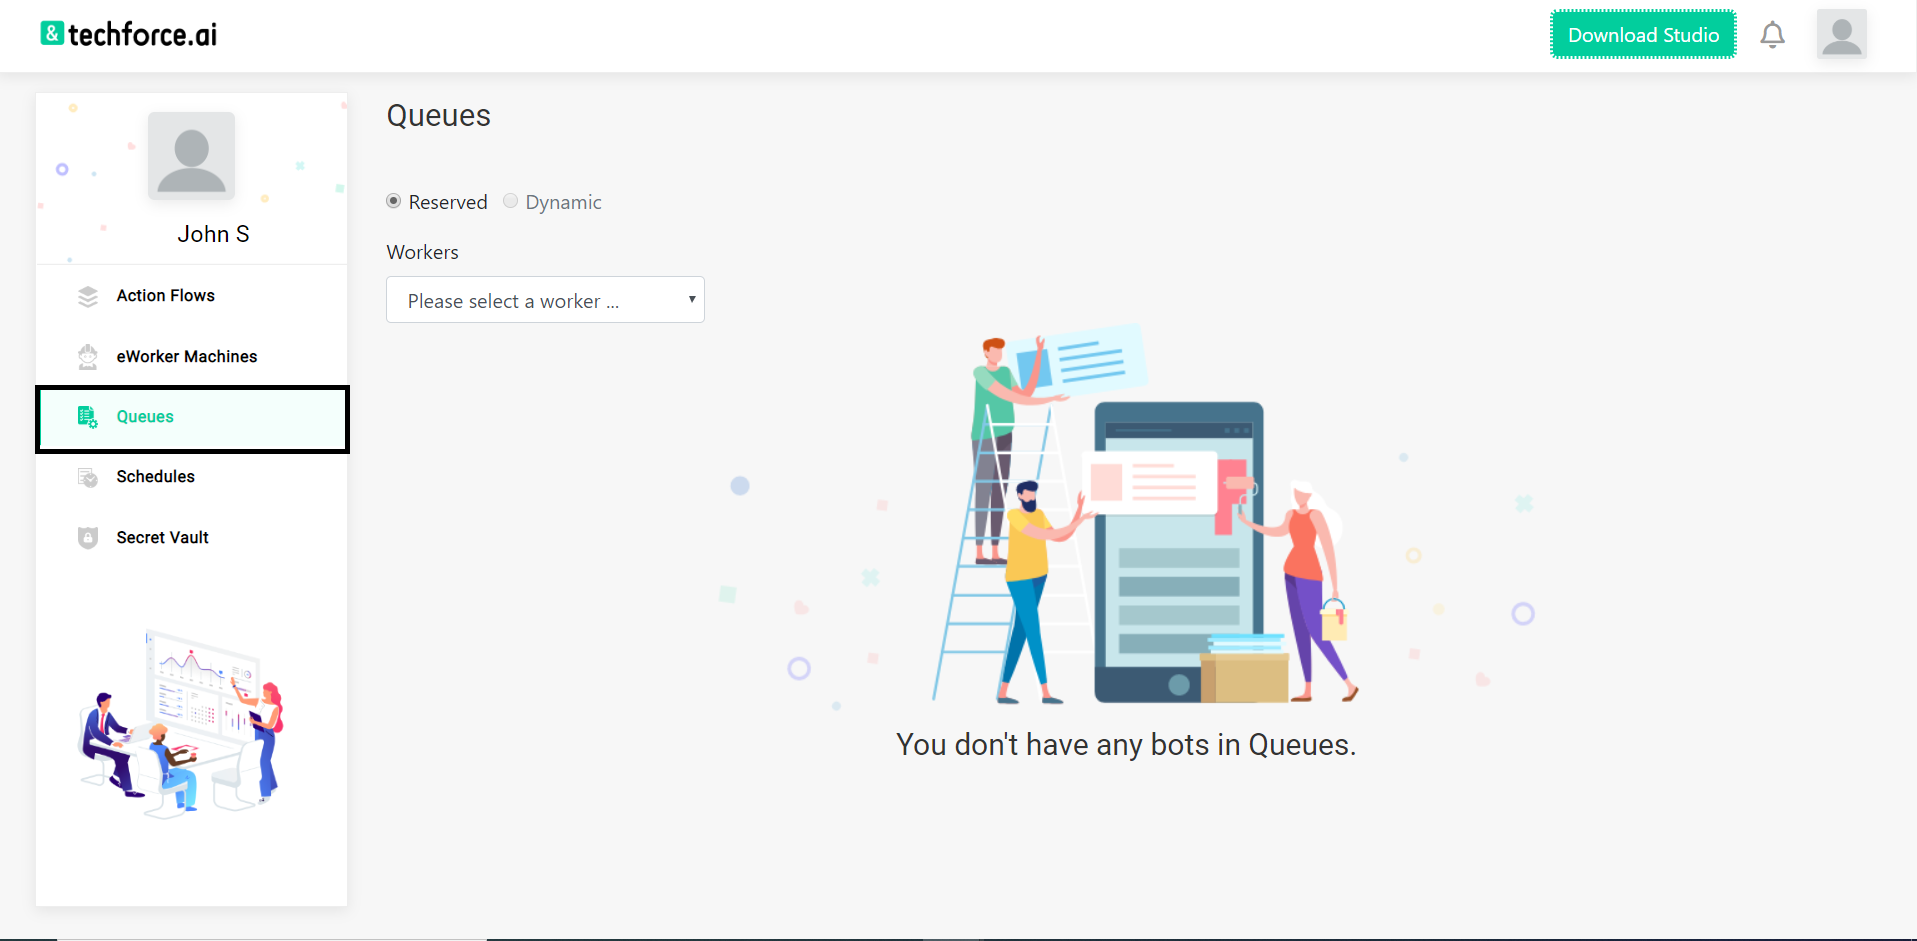 & techforce.ai
Download Studio
John S
Action Flows
eWorker Machines
Queues
Schedules
Secret Vault
Queues
Reserved Dynamic
Workers
Please select a worker ...
You don't have any bots in Queues.